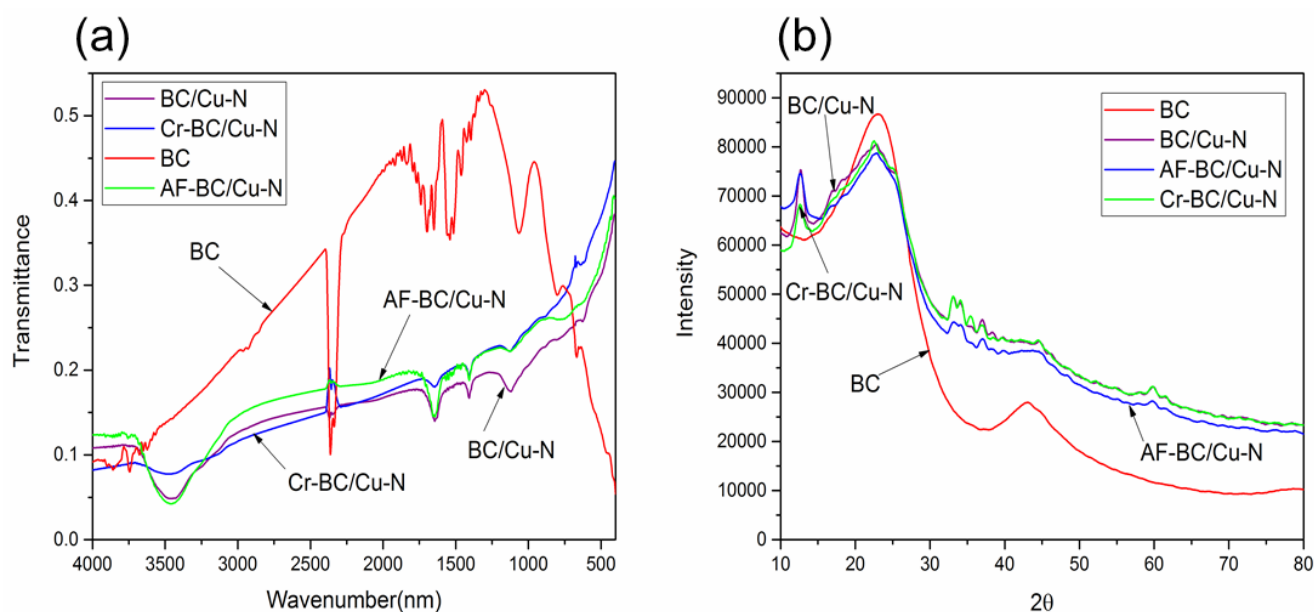 (a)
Transmittance
0.5
0.4
0.3
0.2
0.1
0.0
BC/Cu-N
Cr-BC/Cu-N
BC
AF-BC/Cu-N
BC
AF-BC/Cu-N
BC/Cu-N
Cr-BC/Cu-N
4000 3500 3000 2500 2000 1500 1000 500
Wavenumber(nm)
(b)
Intensity
90000
80000
70000
60000
50000
40000
30000
20000
10000
0
BC
BC/Cu-N
AF-BC/Cu-N
Cr-BC/Cu-N
BC/Cu-N
Cr-BC/Cu-N
BC
AF-BC/Cu-N
10 20 30 40 50 60 70 80
2θ